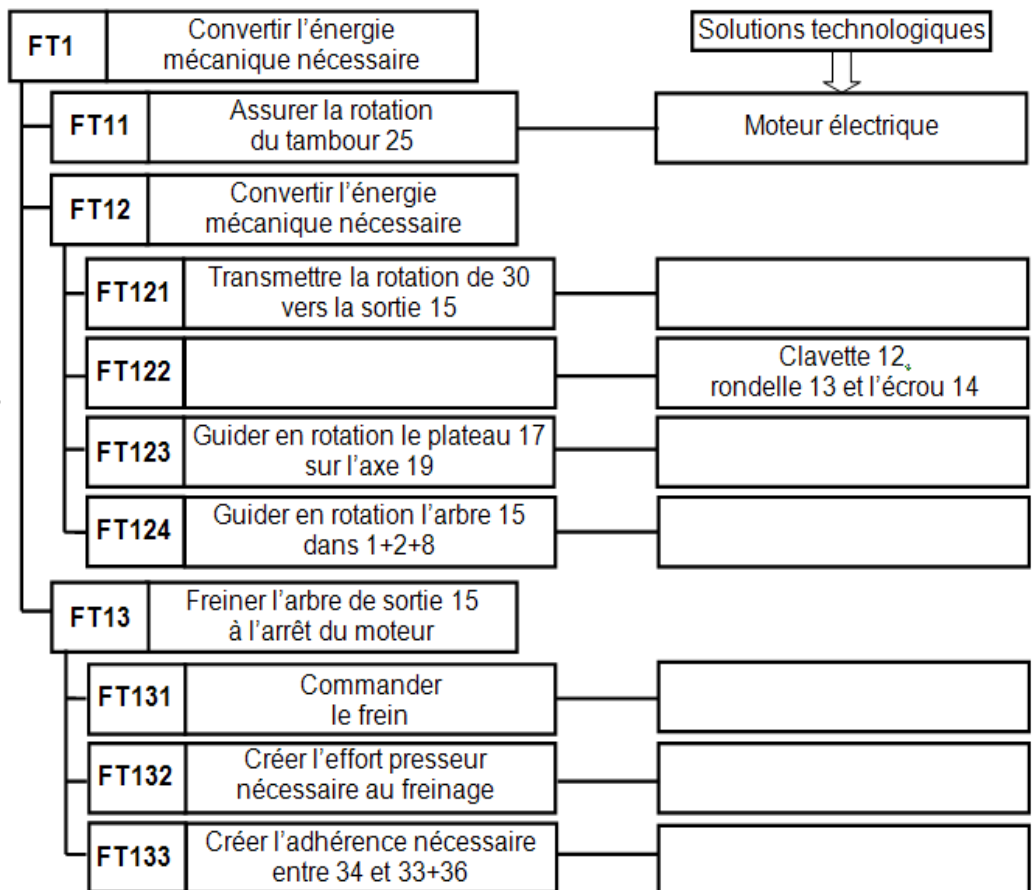 FT1
Convertir l’énergie
mécanique nécessaire
Solutions technologiques
FT11
Assurer la rotation
du tambour 25
Moteur électrique
FT12
Convertir l’énergie
mécanique nécessaire
FT121
Transmettre la rotation de 30
vers la sortie 15
FT122
Clavette 12,
rondelle 13 et l’écrou 14
FT123
Guider en rotation le plateau 17
sur l’axe 19
FT124
Guider en rotation l’arbre 15
dans 1+2+8
FT13
Freiner l’arbre de sortie 15
à l’arrêt du moteur
FT131
Commander
le frein
FT132
Créer l’effort presseur
nécessaire au freinage
FT133
Créer l’adhérence nécessaire
entre 34 et 33+36